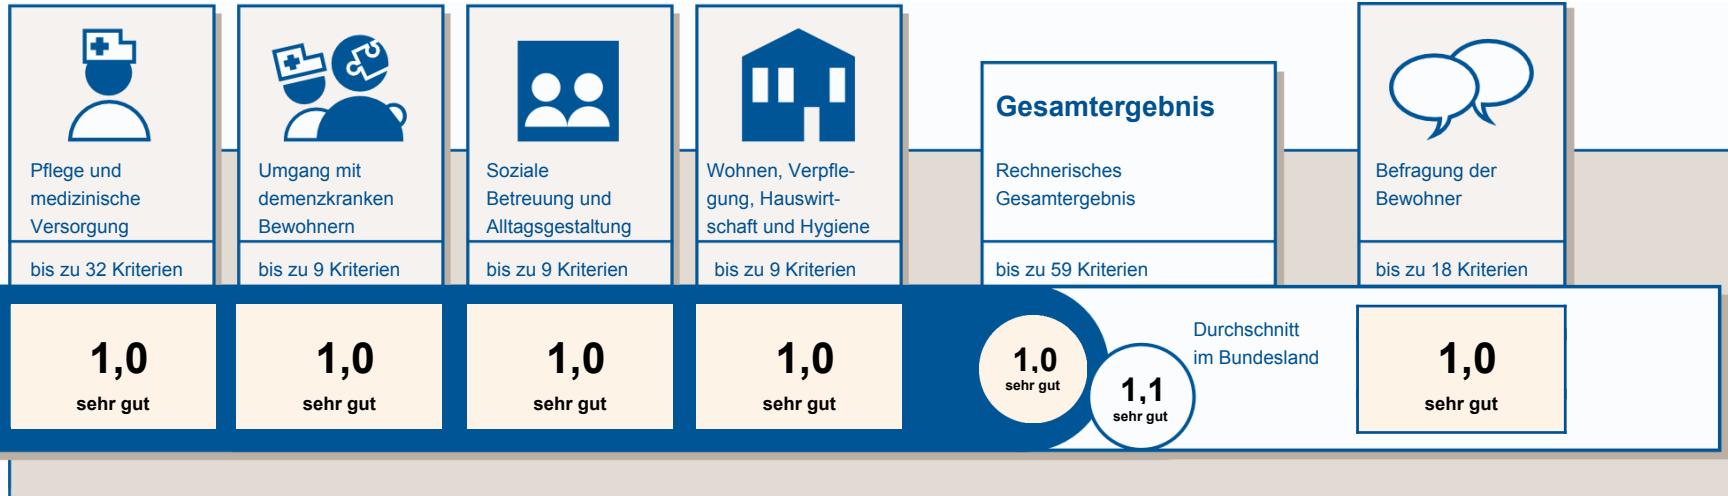 Pflege und
medizinische
Versorgung
bis zu 32 Kriterien
1,0
sehr gut
Umgang mit
demenzkranken
Bewohnern
bis zu 9 Kriterien
1,0
sehr gut
Soziale
Betreuung und
Alltagsgestaltung
bis zu 9 Kriterien
1,0
sehr gut
Wohnen, Verpfle-
gung, Hauswirt-
schaft und Hygiene
bis zu 9 Kriterien
1,0
sehr gut
Gesamtergebnis
Rechnerisches
Gesamtergebnis
bis zu 59 Kriterien
1,0
sehr gut
Durchschnitt
im Bundesland
1,1
sehr gut
Befragung der
Bewohner
bis zu 18 Kriterien
1,0
sehr gut